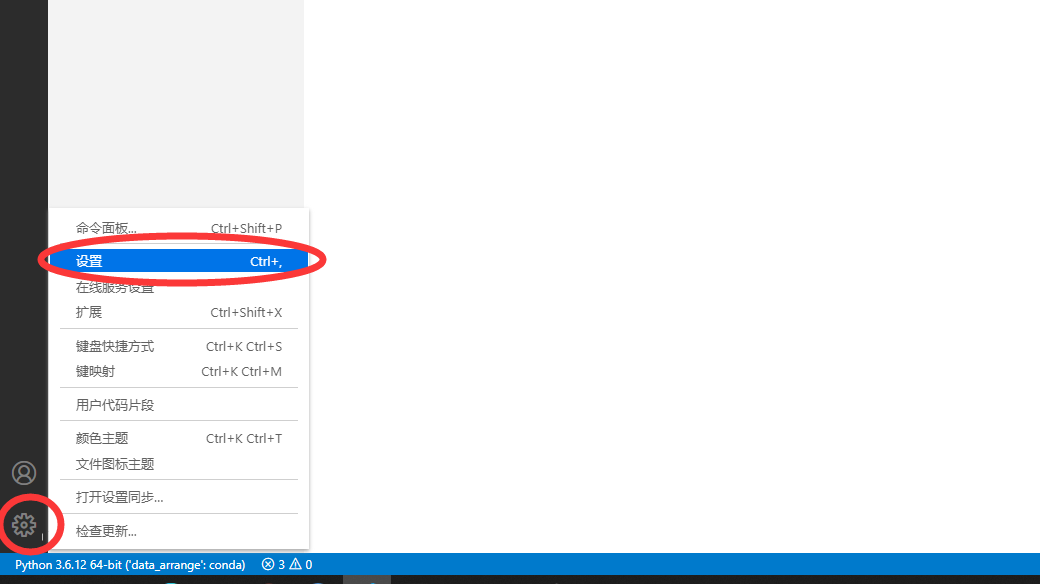 命令面板... Ctrl+Shift+P
设置 Ctrl+,
在线服务设置
扩展 Ctrl+Shift+X
键盘快捷方式 Ctrl+K Ctrl+S
键映射 Ctrl+K Ctrl+M
用户代码片段
颜色主题 Ctrl+K Ctrl+T
文件图标主题
打开设置同步...
检查更新...
Python 3.6.12 64-bit ('data_arrange': conda) 3 0